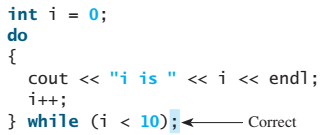 int i = 0;
do
{
  cout << "i is " << i << endl;
  i++;
} while (i < 10); Correct